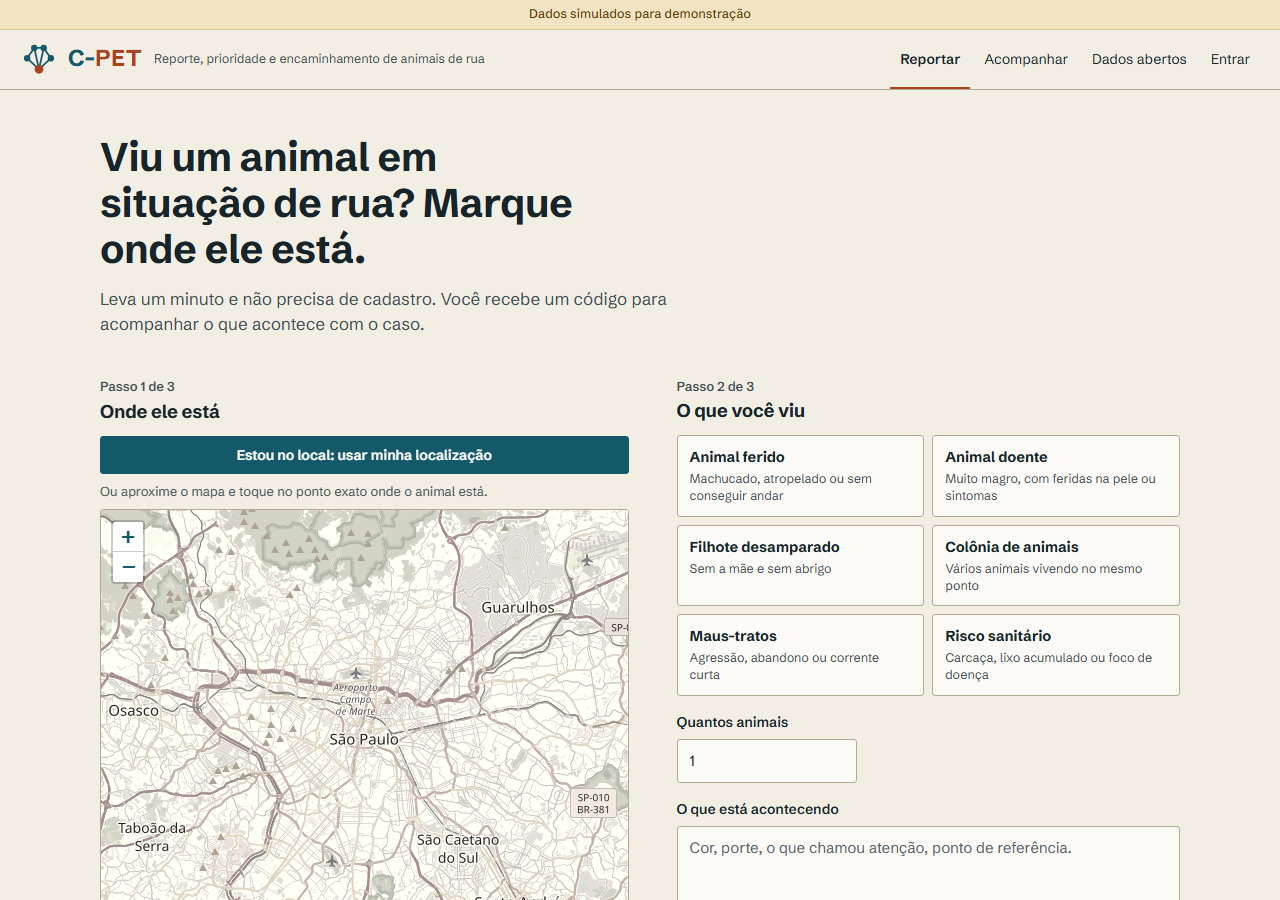 Dados simulados para demonstração
C-PET
Reporte, prioridade e encaminhamento de animais de rua
Reportar
Acompanhar
Dados abertos
Entrar
Viu um animal em
situação de rua? Marque
onde ele está.
Leva um minuto e não precisa de cadastro. Você recebe um código para
acompanhar o que acontece com o caso.
Passo 1 de 3
Onde ele está
Estou no local: usar minha localização
Ou aproxime o mapa e toque no ponto exato onde o animal está.
+
−
Guarulhos
Aeroporto
Campo
de Marte
Osasco
São Paulo
SP-010
BR-381
Taboão da
Serra
São Caetano
do Sul
Passo 2 de 3
O que você viu
Animal ferido
Machucado, atropelado ou sem
conseguir andar
Animal doente
Muito magro, com feridas na pele ou
sintomas
Filhote desamparado
Sem a mãe e sem abrigo
Colônia de animais
Vários animais vivendo no mesmo
ponto
Maus-tratos
Agressão, abandono ou corrente
curta
Risco sanitário
Carcaça, lixo acumulado ou foco de
doença
Quantos animais
1
O que está acontecendo
Cor, porte, o que chamou atenção, ponto de referência.